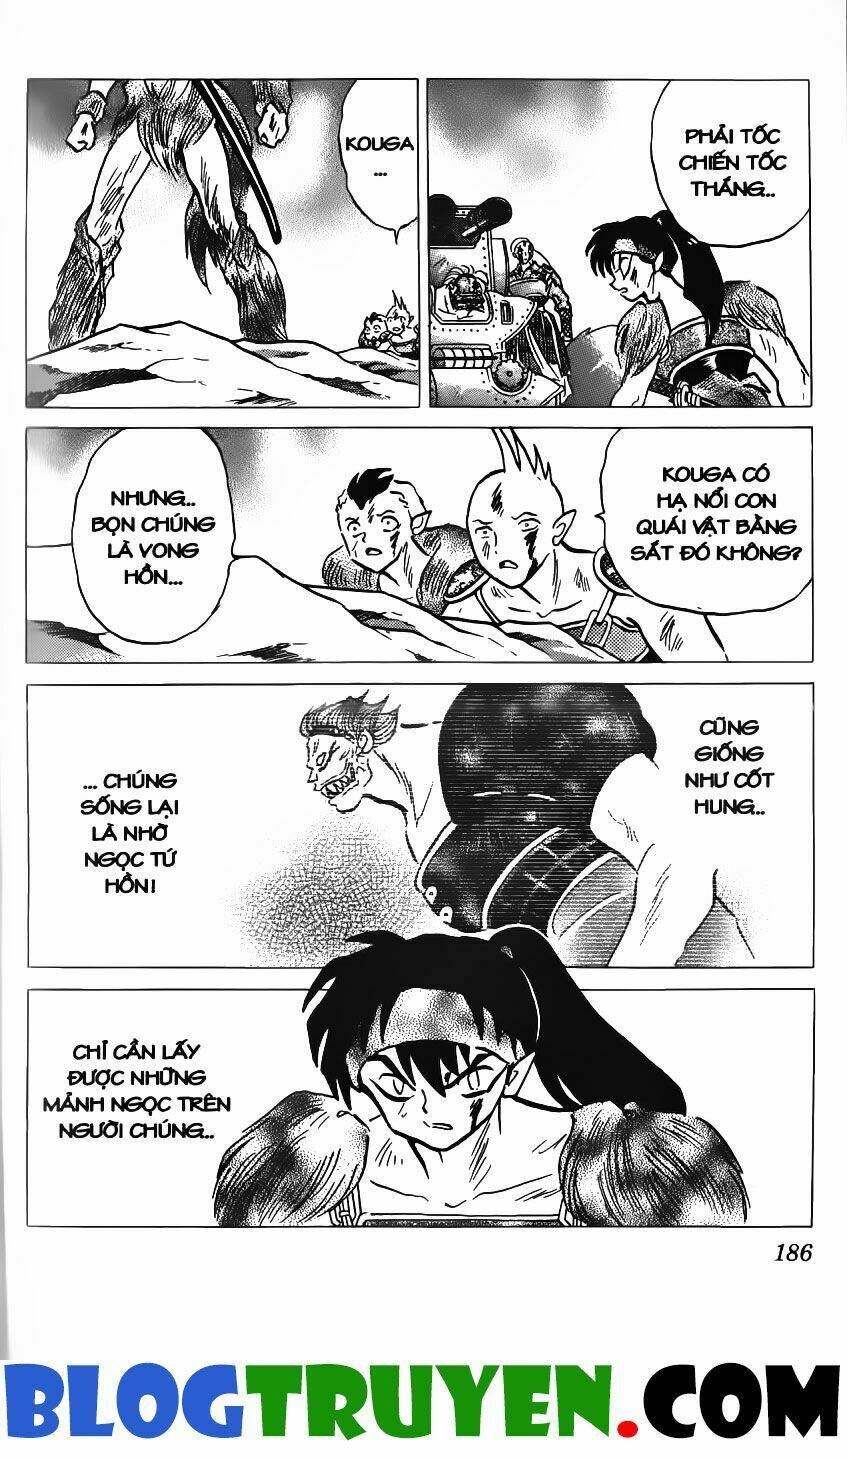 PHẢI TỐC
CHIẾN TỐC
THẮNG...
KOUGA
...
KOUGA CÓ
HẠ NỔI CON
QUÁI VẬT BẰNG
SẮT ĐÓ KHÔNG?
NHƯNG..
BỌN CHÚNG
LÀ VONG
HỒN...
CŨNG
GIỐNG
NHƯ CỐT
HUNG...
... CHÚNG
SỐNG LẠI
LÀ NHỜ
NGỌC TỨ
HỒN!
CHỈ CẦN LẤY
ĐƯỢC NHỮNG
MẢNH NGỌC TRÊN
NGƯỜI CHÚNG...
186
BLOGTRUYEN.COM